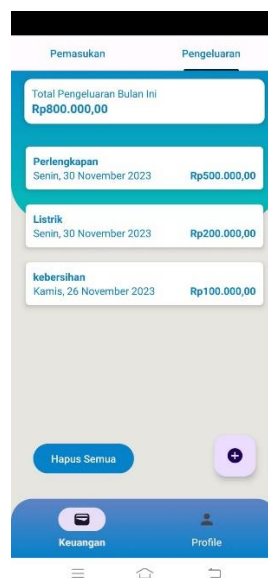 Pemasukan Pengeluaran
Total Pengeluaran Bulan Ini
Rp800.000,00
Perlengkapan
Senin, 30 November 2023 Rp500.000,00
Listrik
Senin, 30 November 2023 Rp200.000,00
kebersihan
Kamis, 26 November 2023 Rp100.000,00
Hapus Semua
Keuangan Profile